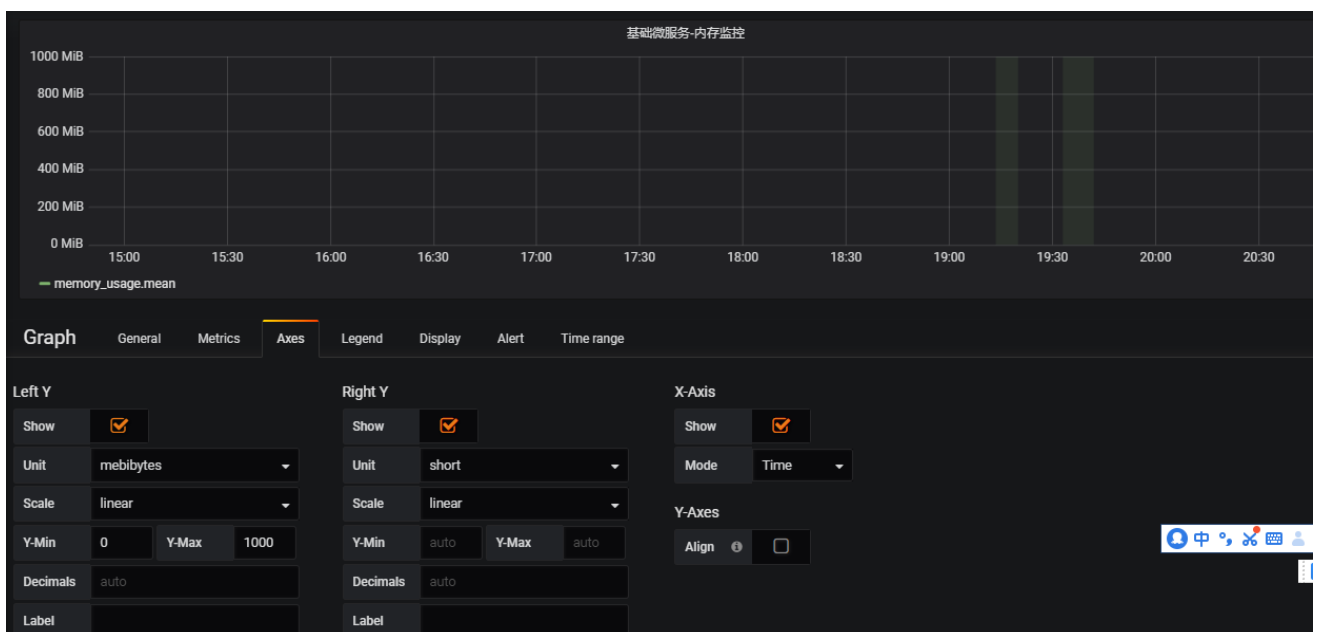 基础微服务-内存监控
1000 MiB
800 MiB
600 MiB
400 MiB
200 MiB
0 MiB
15:00 15:30 16:00 16:30 17:00 17:30 18:00 18:30 19:00 19:30 20:00 20:30
memory_usage.mean
Graph General Metrics Axes Legend Display Alert Time range
Left Y Right Y X-Axis
Show Show Show
Unit mebibytes Unit short Mode Time
Scale linear Scale linear
Y-Axes
Y-Min 0 Y-Max 1000 Y-Min auto Y-Max auto Align
中
Decimals auto Decimals auto
Label Label